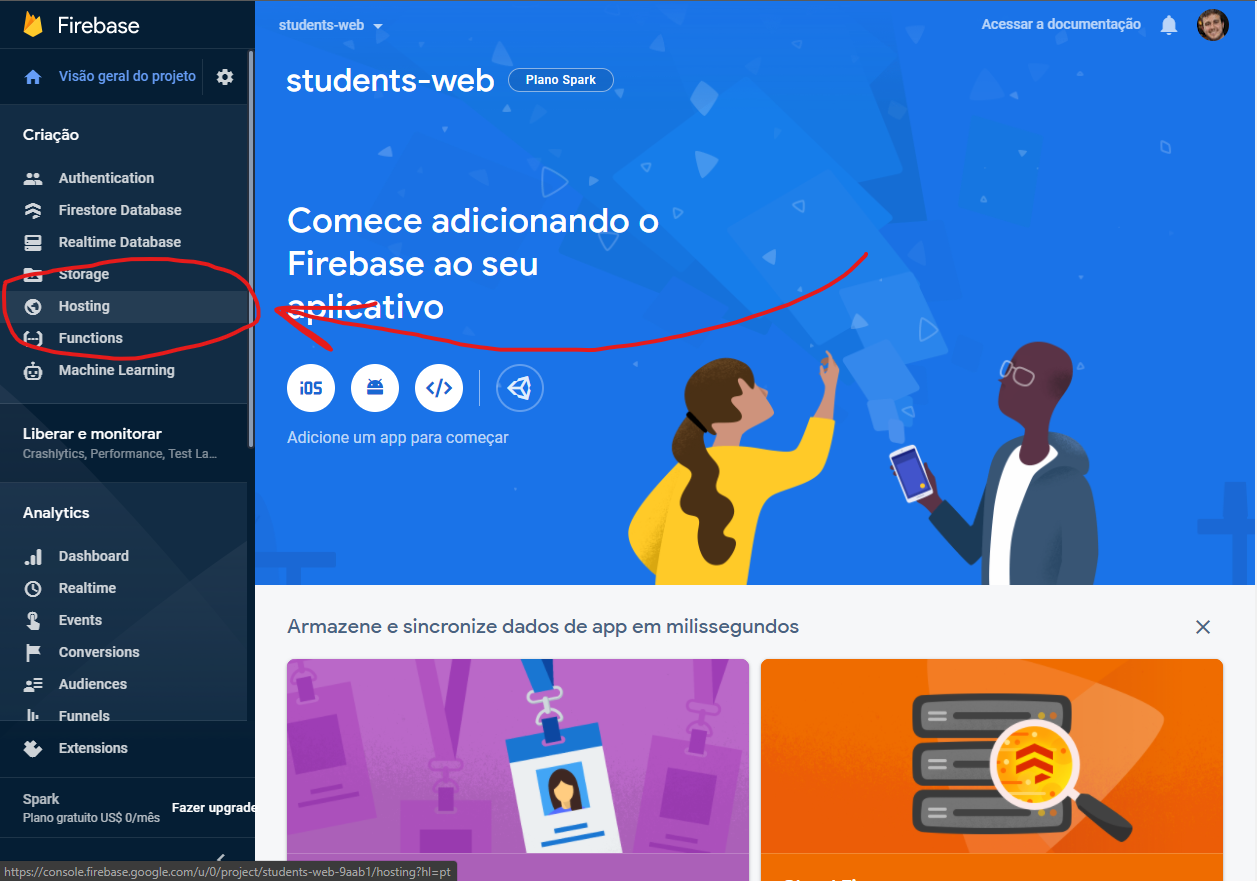 Firebase
students-web
Acessar a documentação
Visão geral do projeto
students-web
Plano Spark
Criação
Authentication
Firestore Database
Realtime Database
Storage
Hosting
Functions
Machine Learning
Comece adicionando o
Firebase ao seu
aplicativo
iOS
</>
Adicione um app para começar
Liberar e monitorar
Crashlytics, Performance, Test La...
Analytics
Dashboard
Realtime
Events
Conversions
Audiences
Funnels
Extensions
Spark
Plano gratuito US$ 0/mês
Fazer upgrade
Armazene e sincronize dados de app em milissegundos
https://console.firebase.google.com/u/0/project/students-web-9aab1/hosting?hl=pt